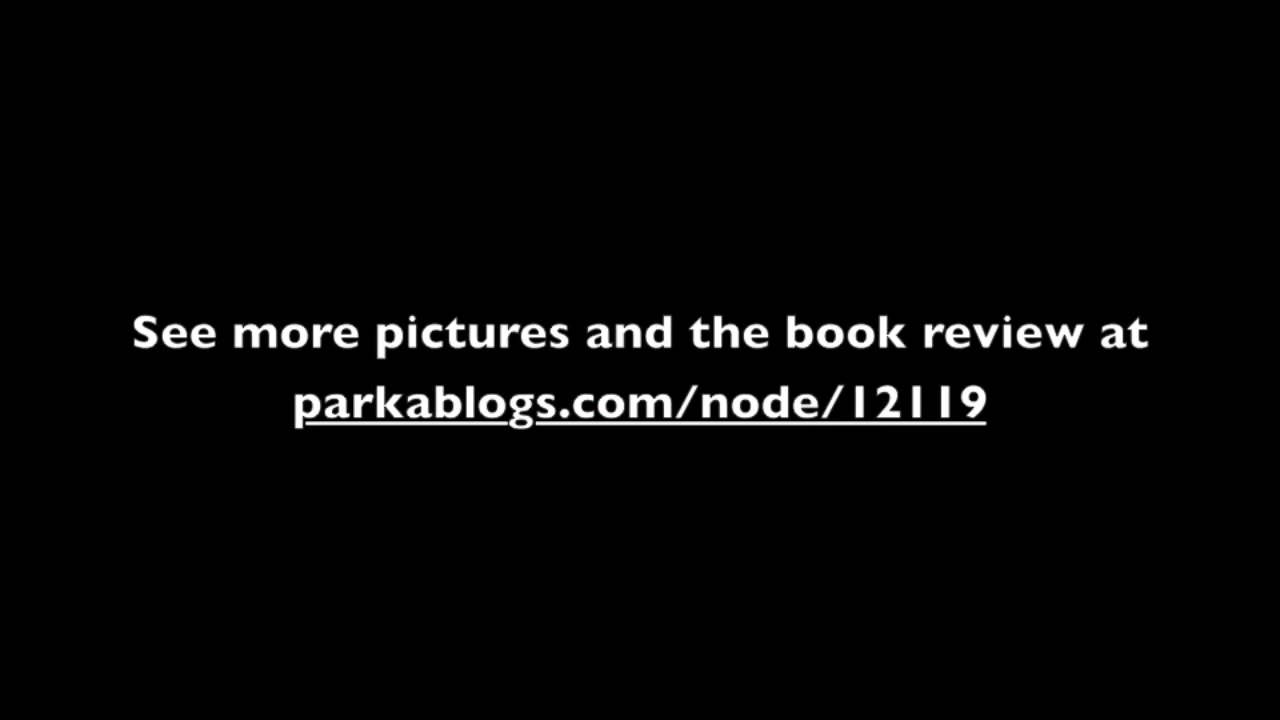 See more pictures and the book review at
parkablogs.com/node/12119